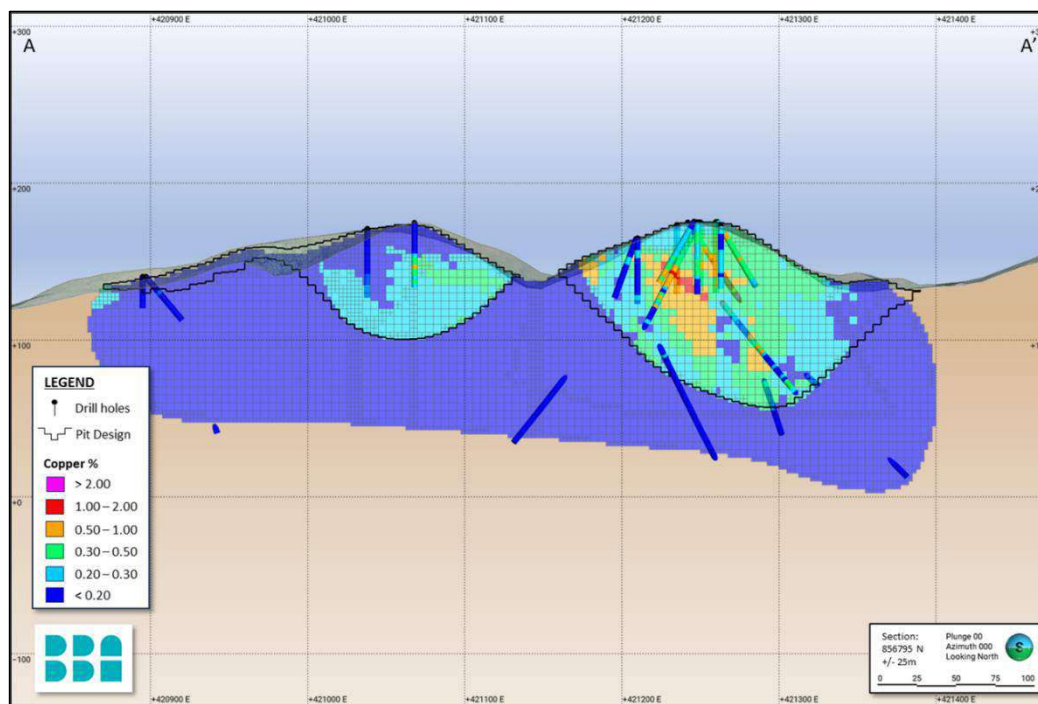 +420900 E +421000 E +421100 E +421200 E +421300 E +421400 E
+300
A A'
+200
+100
LEGEND
Drill holes
Pit Design
Copper %
> 2.00
1.00 – 2.00
0.50 – 1.00
0.30 – 0.50
0.20 – 0.30
< 0.20
+0
-100
BBA
BBA
Section:
856795 N
+/- 25m
Plunge 00
Azimuth 000
Looking North
S
0 25 50 75 100
+420900 E +421000 E +421100 E +421200 E +421300 E +421400 E